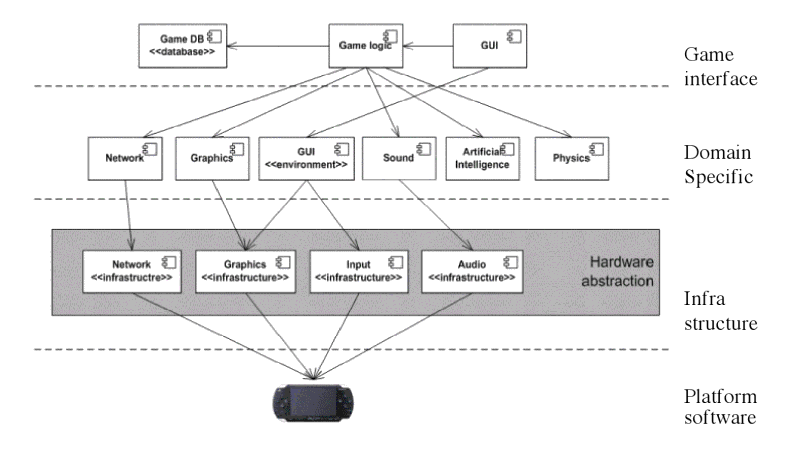 Game DB
<<database>>
Game logic
GUI
Game
interface
Network
Graphics
GUI
<<environment>>
Sound
Artificial
Intelligence
Physics
Domain
Specific
Network
<<infrastructre>>
Graphics
<<infrastructure>>
Input
<<infrastructure>>
Audio
<<infrastructure>>
Hardware
abstraction
Infra
structure
Platform
software